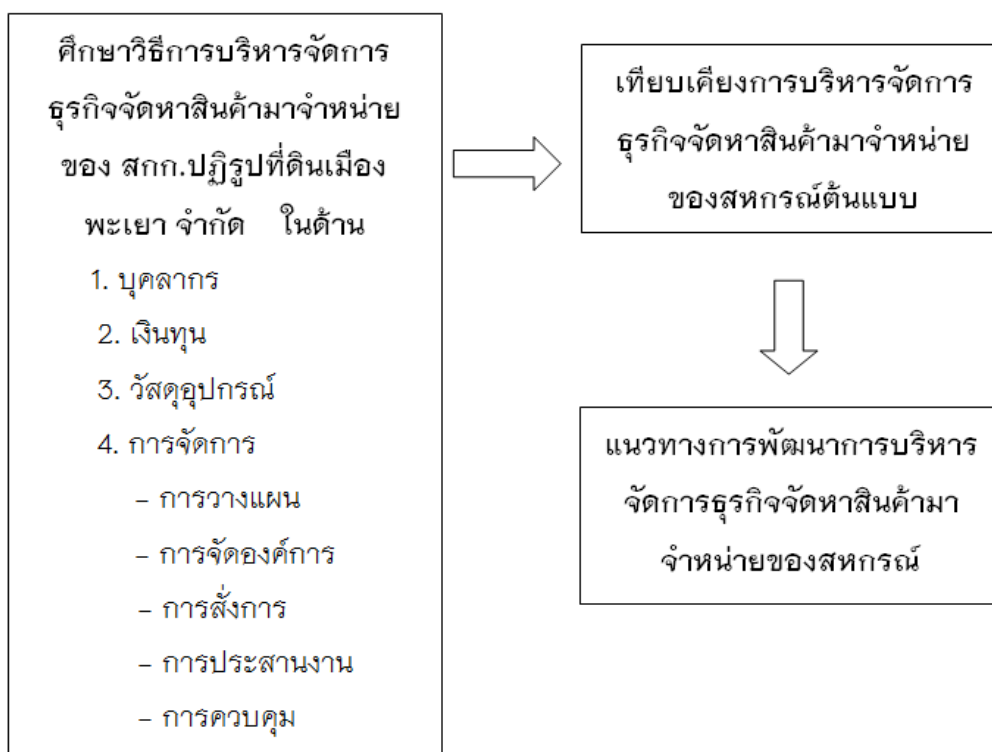 ศึกษาวิธีการบริหารจัดการ
ธุรกิจจัดหาสินค้ามาจำหน่าย
ของ สกก.ปฏิรูปที่ดินเมือง
พะเยา จำกัด ในด้าน
1. บุคลากร
2. เงินทุน
3. วัสดุอุปกรณ์
4. การจัดการ
- การวางแผน
- การจัดองค์การ
- การสั่งการ
- การประสานงาน
- การควบคุม
เทียบเคียงการบริหารจัดการ
ธุรกิจจัดหาสินค้ามาจำหน่าย
ของสหกรณ์ต้นแบบ
แนวทางการพัฒนาการบริหาร
จัดการธุรกิจจัดหาสินค้ามา
จำหน่ายของสหกรณ์